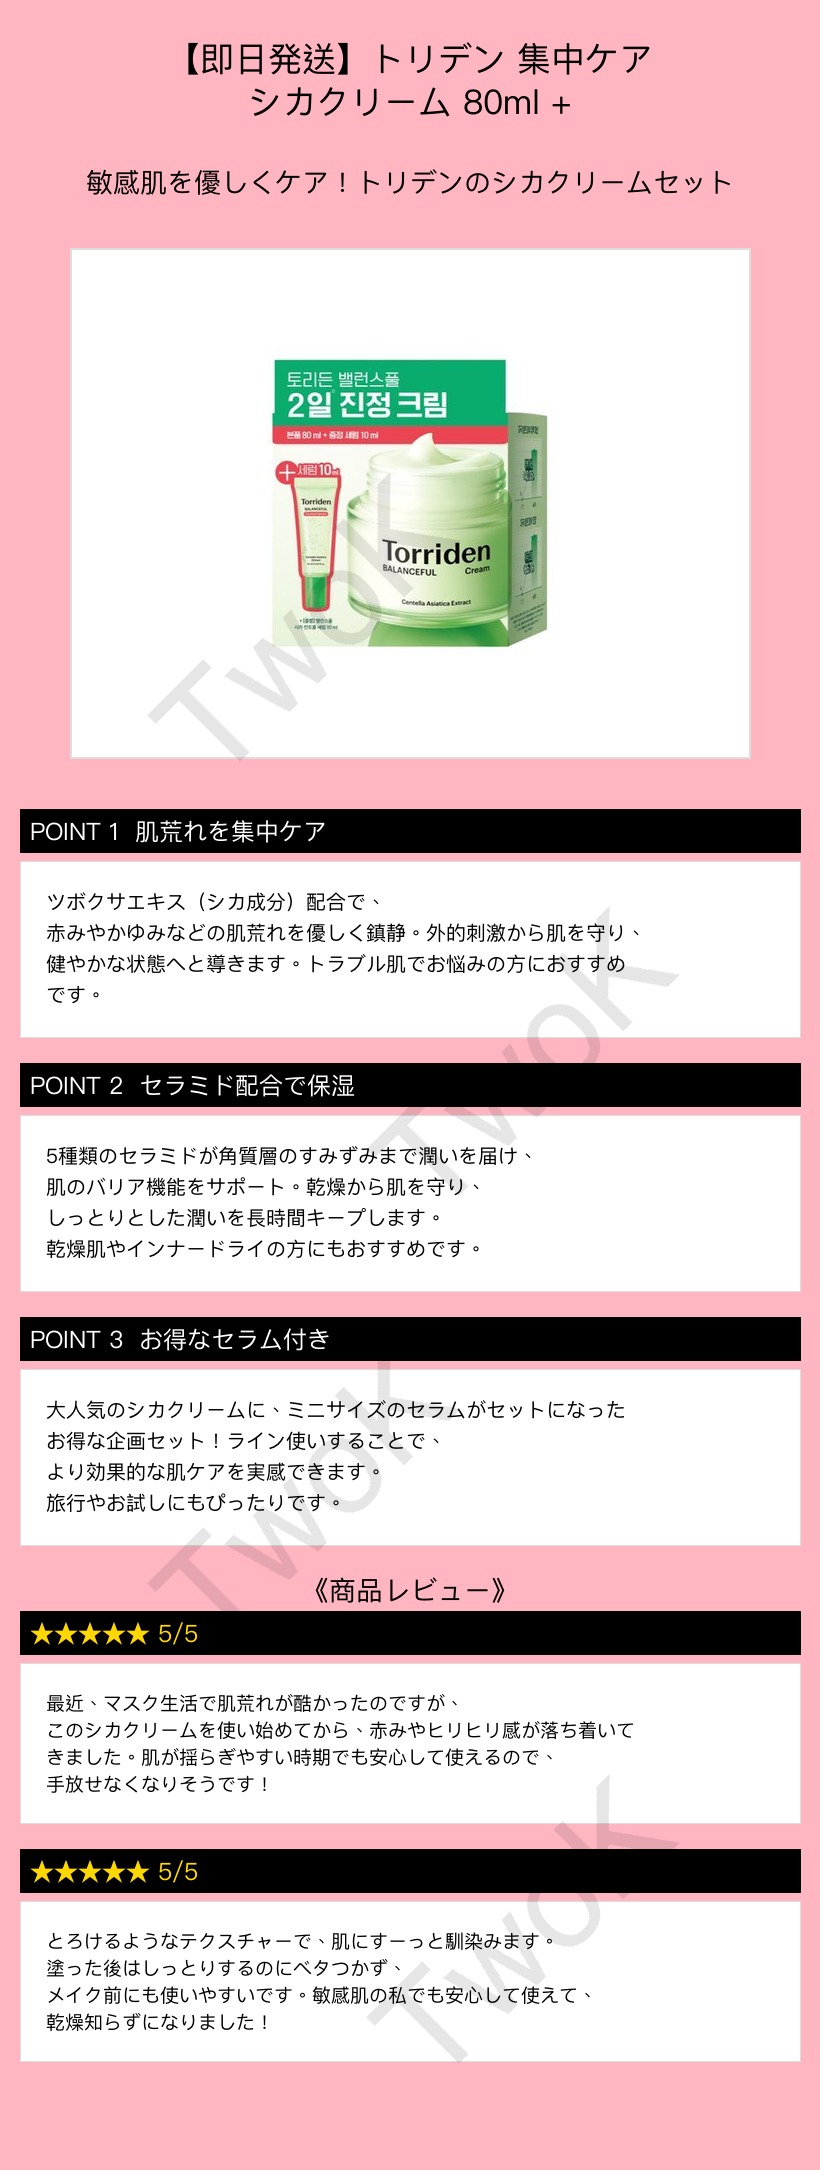 【即日発送】トリデン 集中ケア
シカクリーム 80ml +
敏感肌を優しくケア！トリデンのシカクリームセット
토리든 밸런스풀
2일 진정 크림
본품 80 ml + 증정 세럼 10 ml
+세럼 10ml
Torriden
BALANCEFUL
Torriden
BALANCEFUL Cream
Centella Asiatica Extract
TwoK
POINT 1 肌荒れを集中ケア
ツボクサエキス（シカ成分）配合で、
赤みやかゆみなどの肌荒れを優しく鎮静。外的刺激から肌を守り、
健やかな状態へと導きます。トラブル肌でお悩みの方におすすめ
です。
TwoK
POINT 2 セラミド配合で保湿
5種類のセラミドが角質層のすみずみまで潤いを届け、
肌のバリア機能をサポート。乾燥から肌を守り、
しっとりとした潤いを長時間キープします。
乾燥肌やインナードライの方にもおすすめです。
POINT 3 お得なセラム付き
大人気のシカクリームに、ミニサイズのセラムがセットになった
お得な企画セット！ライン使いすることで、
より効果的な肌ケアを実感できます。
旅行やお試しにもぴったりです。
TwoK
《商品レビュー》
★★★★★ 5/5
最近、マスク生活で肌荒れが酷かったのですが、
このシカクリームを使い始めてから、赤みやヒリヒリ感が落ち着いて
きました。肌が揺らぎやすい時期でも安心して使えるので、
手放せなくなりそうです！
★★★★★ 5/5
とろけるようなテクスチャーで、肌にすーっと馴染みます。
塗った後はしっとりするのにベタつかず、
メイク前にも使いやすいです。敏感肌の私でも安心して使えて、
乾燥知らずになりました！
TwoK